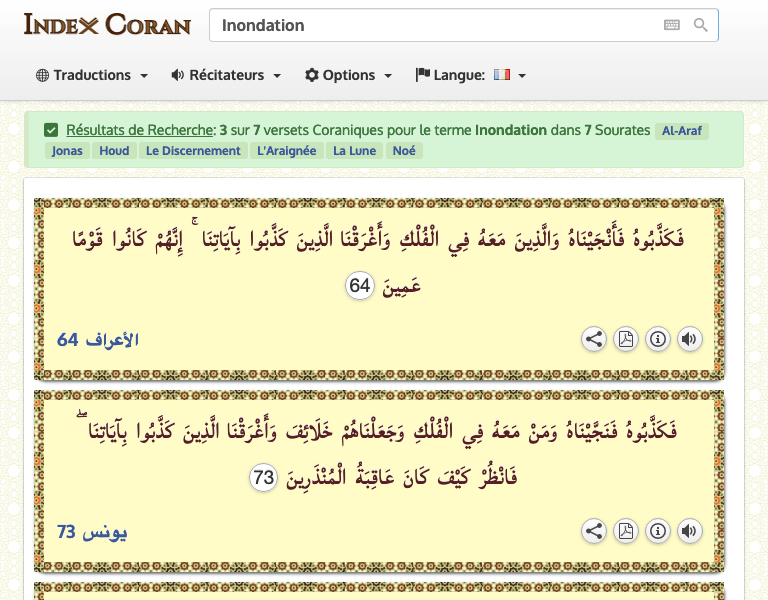 INDEX CORAN
Inondation
Traductions
Récitateurs
Options
Langue:
Résultats de Recherche: 3 sur 7 versets Coraniques pour le terme Inondation dans 7 Sourates Al-Araf
Jonas Houd Le Discernement L'Araignée La Lune Noé
فَكَذَّبُوهُ فَأَنْجَيْنَاهُ وَالَّذِينَ مَعَهُ فِي الْفُلْكِ وَأَغْرَقْنَا الَّذِينَ كَذَّبُوا بِآيَاتِنَا ۚ إِنَّهُمْ كَانُوا قَوْمًا
عَمِينَ 64
الأعراف 64
فَكَذَّبُوهُ فَنَجَّيْنَاهُ وَمَنْ مَعَهُ فِي الْفُلْكِ وَجَعَلْنَاهُمْ خَلَائِفَ وَأَغْرَقْنَا الَّذِينَ كَذَّبُوا بِآيَاتِنَا ۖ
فَانْظُرْ كَيْفَ كَانَ عَاقِبَةُ الْمُنْذَرِينَ 73
يونس 73